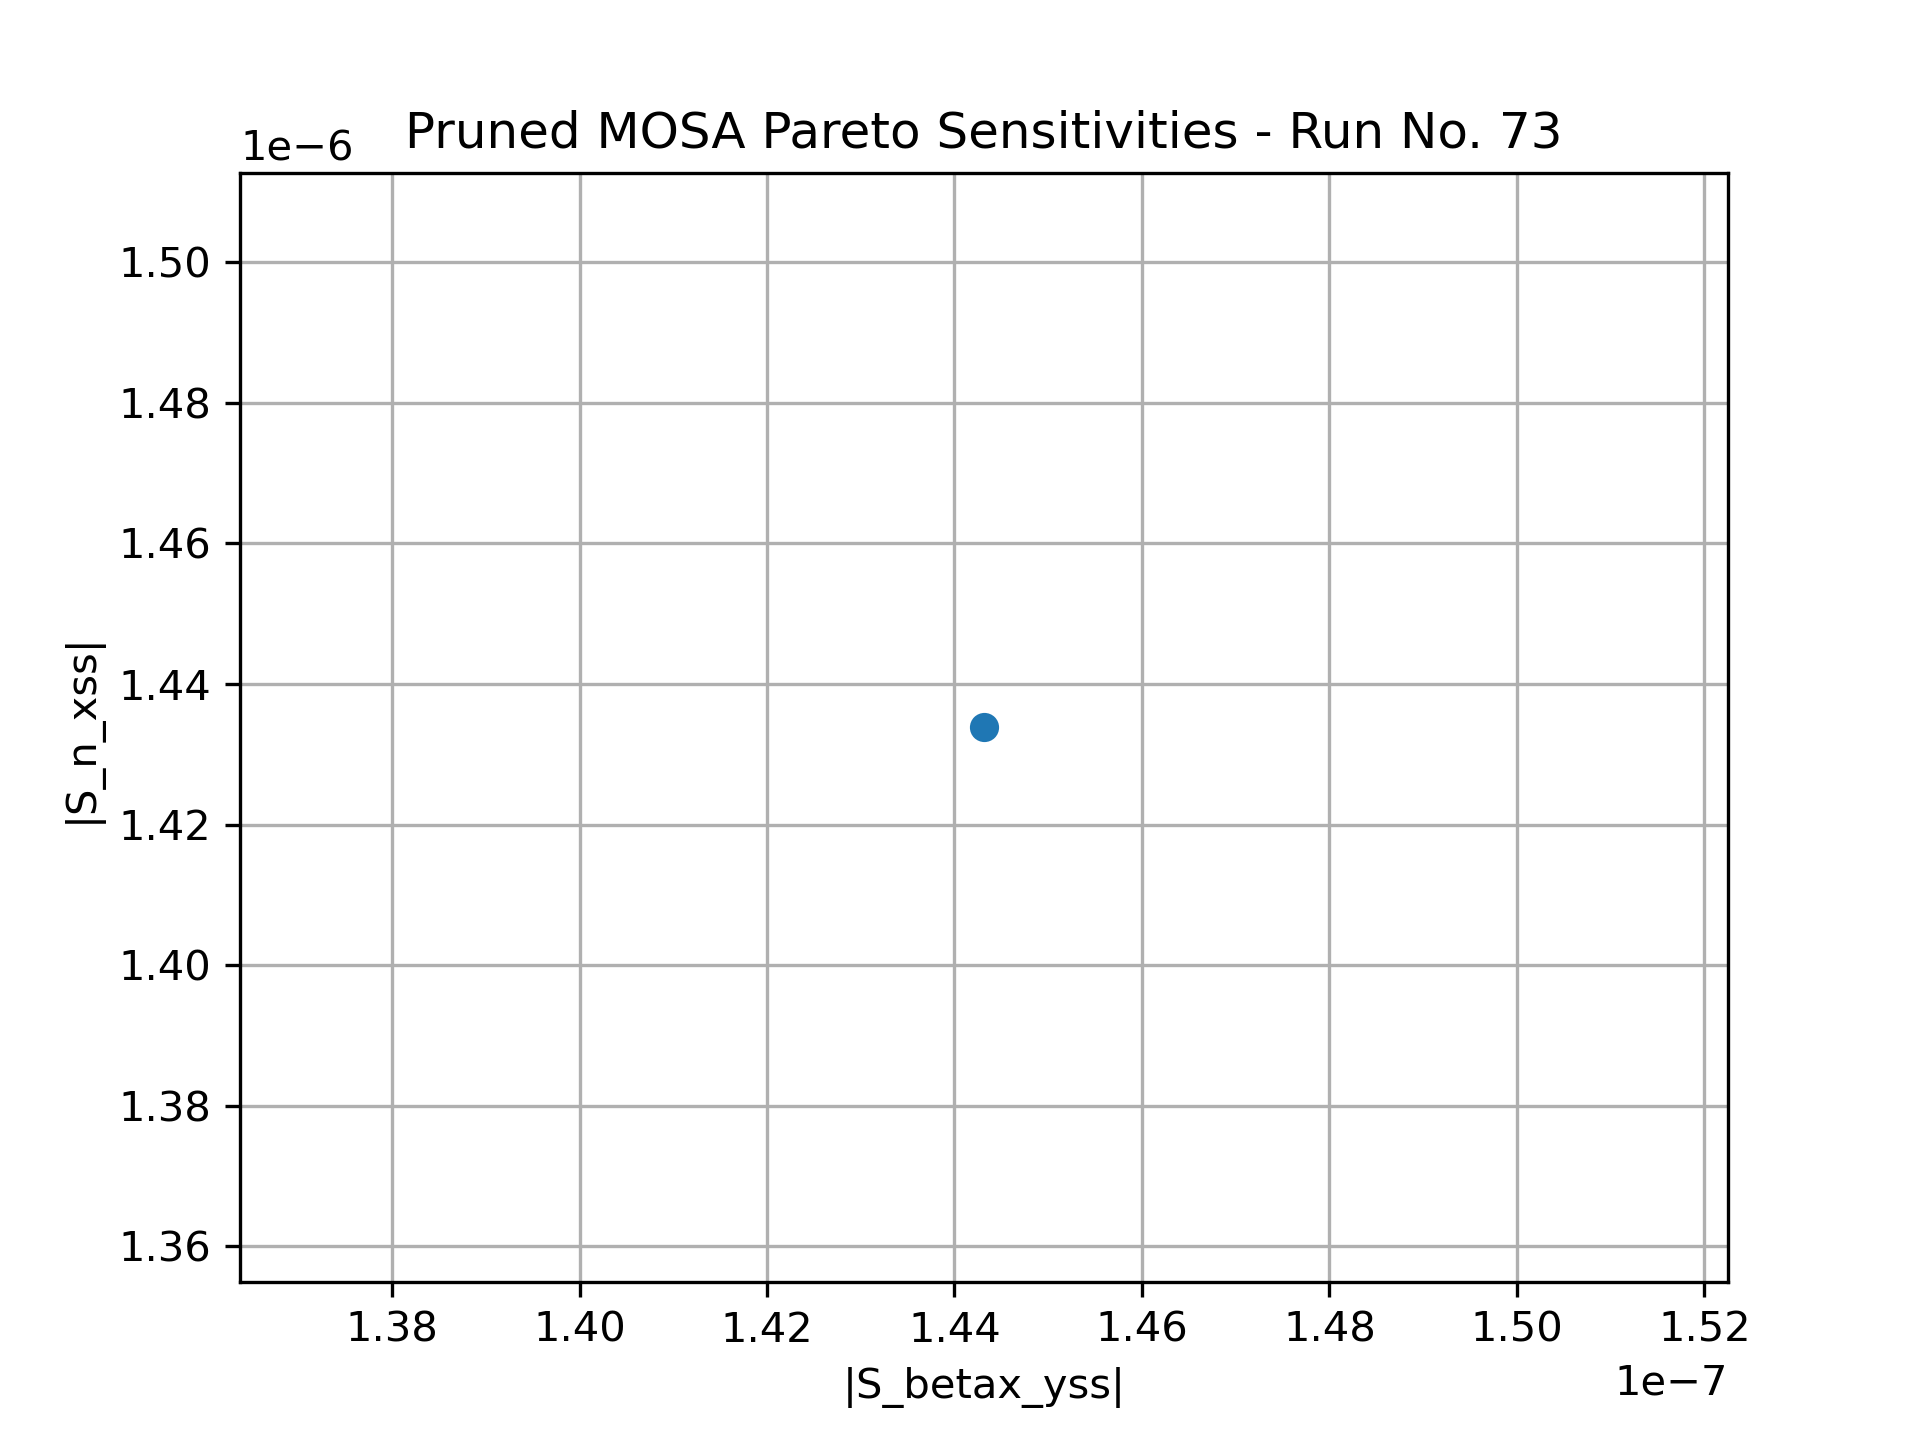 Pruned MOSA Pareto Sensitivities - Run No. 73
1e−6
1.50
1.48
1.46
1.44
1.42
1.40
1.38
1.36
|S_n_xss|
1.38 1.40 1.42 1.44 1.46 1.48 1.50 1.52
|S_betax_yss|
1e−7